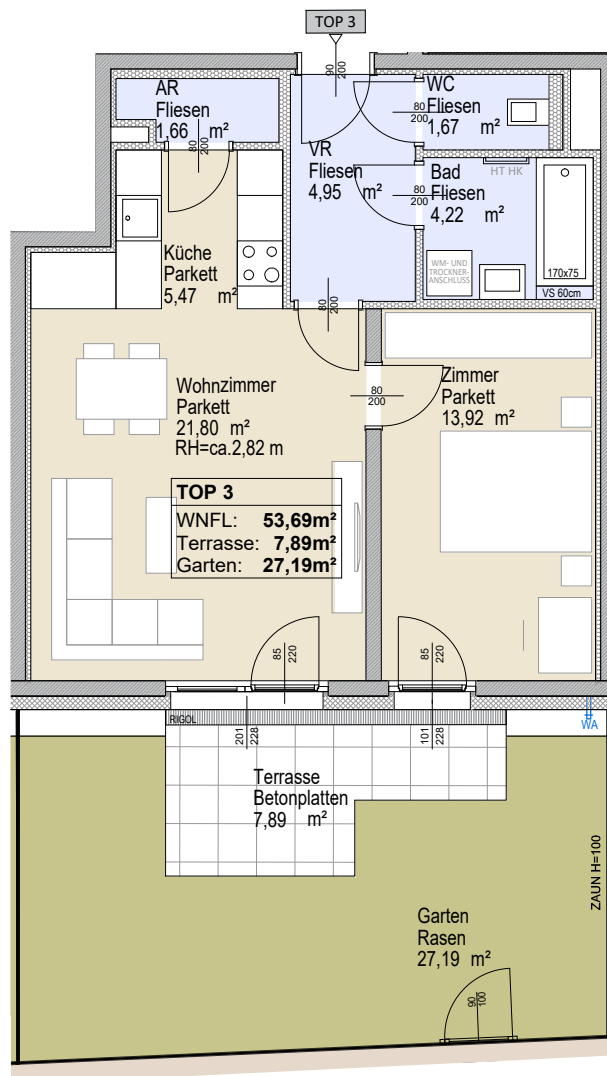 TOP 3
90
200
AR
Fliesen
1,66 m²
80
200
VR
Fliesen
4,95 m²
WC
Fliesen
1,67 m²
80
200
Bad
Fliesen
4,22 m²
80
200
HT HK
WM- UND
TROCKNER-
ANSCHLUSS
170x75
VS 60cm
Küche
Parkett
5,47 m²
80
200
Wohnzimmer
Parkett
21,80 m²
RH=ca.2,82 m
80
200
Zimmer
Parkett
13,92 m²
TOP 3
WNFL: 53,69m²
Terrasse: 7,89m²
Garten: 27,19m²
85
220
85
220
RIGOL
201
228
101
228
WA
Terrasse
Betonplatten
7,89 m²
ZAUN H=100
Garten
Rasen
27,19 m²
90
100